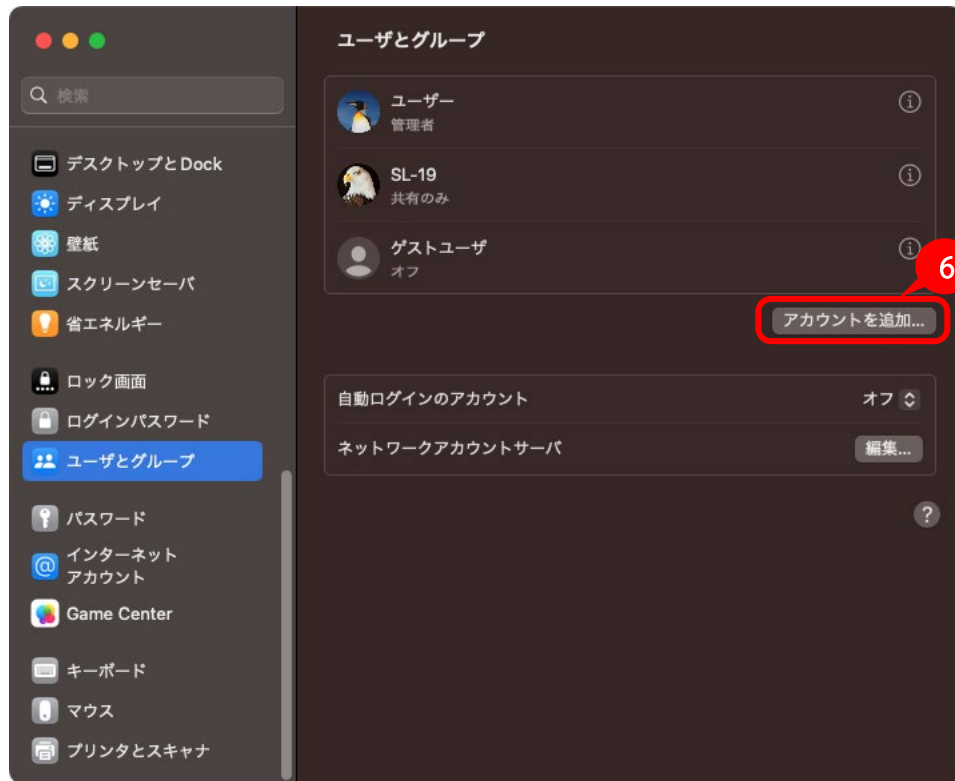 ユーザとグループ
検索
デスクトップとDock
ディスプレイ
壁紙
スクリーンセーバ
省エネルギー
ロック画面
ログインパスワード
ユーザとグループ
パスワード
インターネット
アカウント
Game Center
キーボード
マウス
プリンタとスキャナ
ユーザー
管理者
SL-19
共有のみ
ゲストユーザ
オフ
6
アカウントを追加...
自動ログインのアカウント
オフ
ネットワークアカウントサーバ
編集...
?